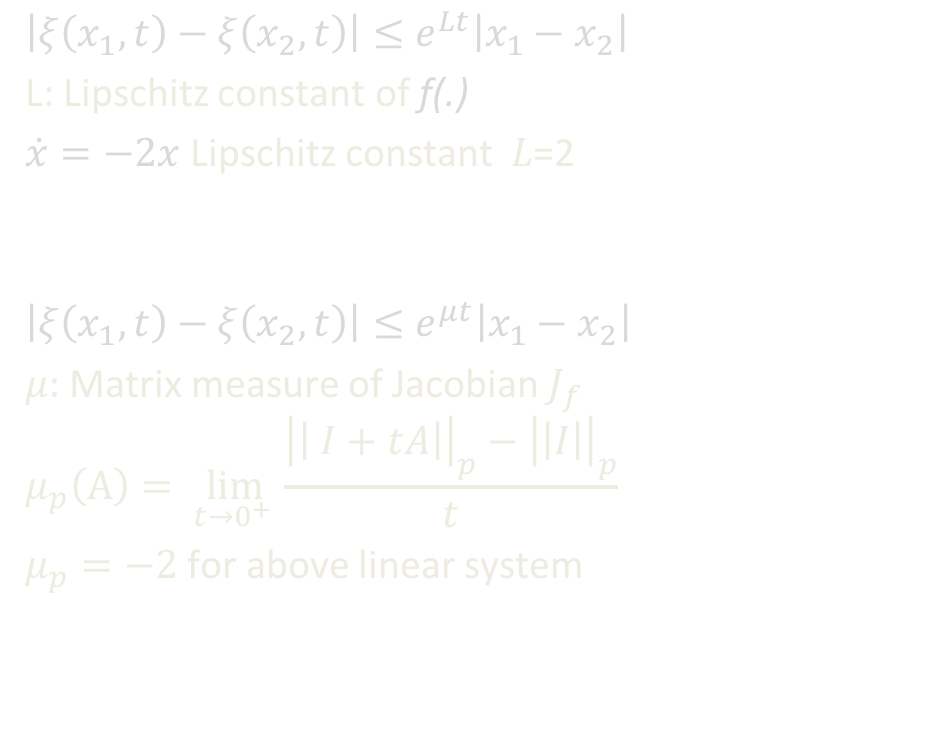 |ξ(x₁, t) − ξ(x₂, t)| ≤ e^{Lt}|x₁ − x₂|
L: Lipschitz constant of f(.)
ẋ = −2x Lipschitz constant L=2
|ξ(x₁, t) − ξ(x₂, t)| ≤ e^{μt}|x₁ − x₂|
μ: Matrix measure of Jacobian J_f
μ_p(A) = lim_{t→0⁺} (||I + tA||_p − ||I||_p) / t
μ_p = −2 for above linear system